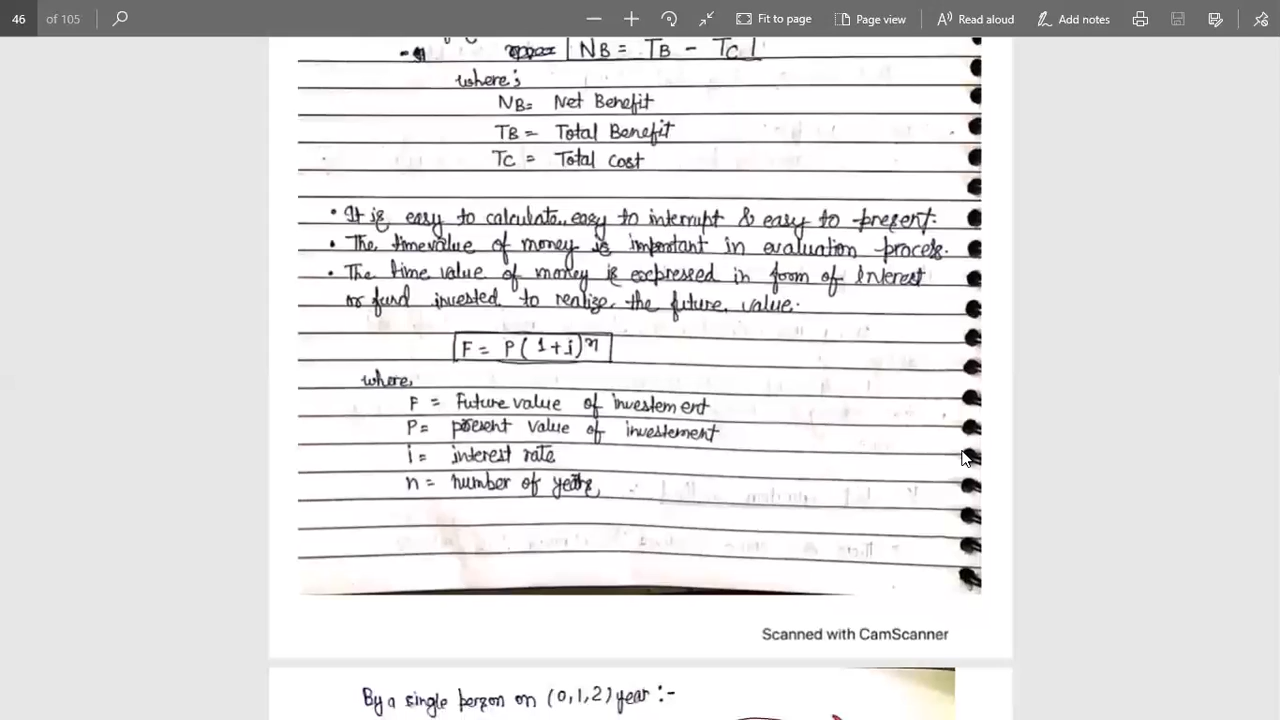 46 of 105 Fit to page Page view Read aloud Add notes
NB = TB - TC
where;
NB= Net Benefit
TB = Total Benefit
TC = Total cost
• It is easy to calculate, easy to interrupt & easy to present.
• The timevalue of money is important in evaluation process.
• The time value of money is expressed in form of Interest
or fund invested to realize the future value.
F = P(1+i)^n
where,
F = Future value of investement
P = present value of investement
i = interest rate
n = number of years
Scanned with CamScanner
By a single person on (0,1,2) year :-